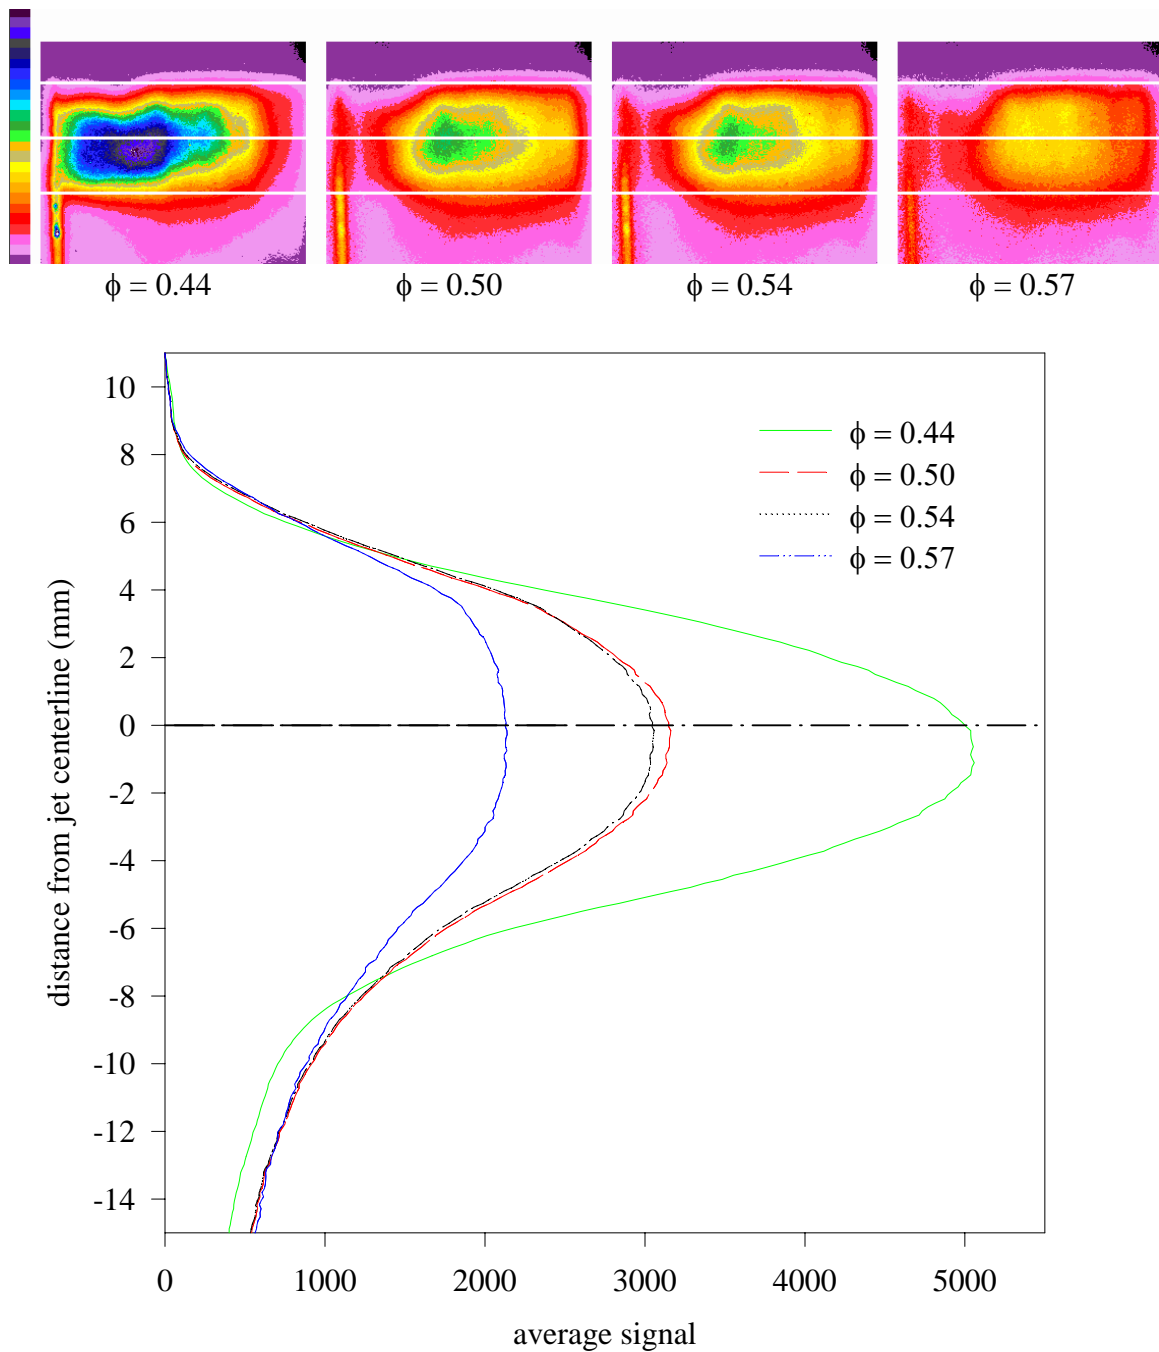 ϕ = 0.44 ϕ = 0.50 ϕ = 0.54 ϕ = 0.57
10
8
6
4
2
0
-2
-4
-6
-8
-10
-12
-14
distance from jet centerline (mm)
ϕ = 0.44
ϕ = 0.50
ϕ = 0.54
ϕ = 0.57
0 1000 2000 3000 4000 5000
average signal